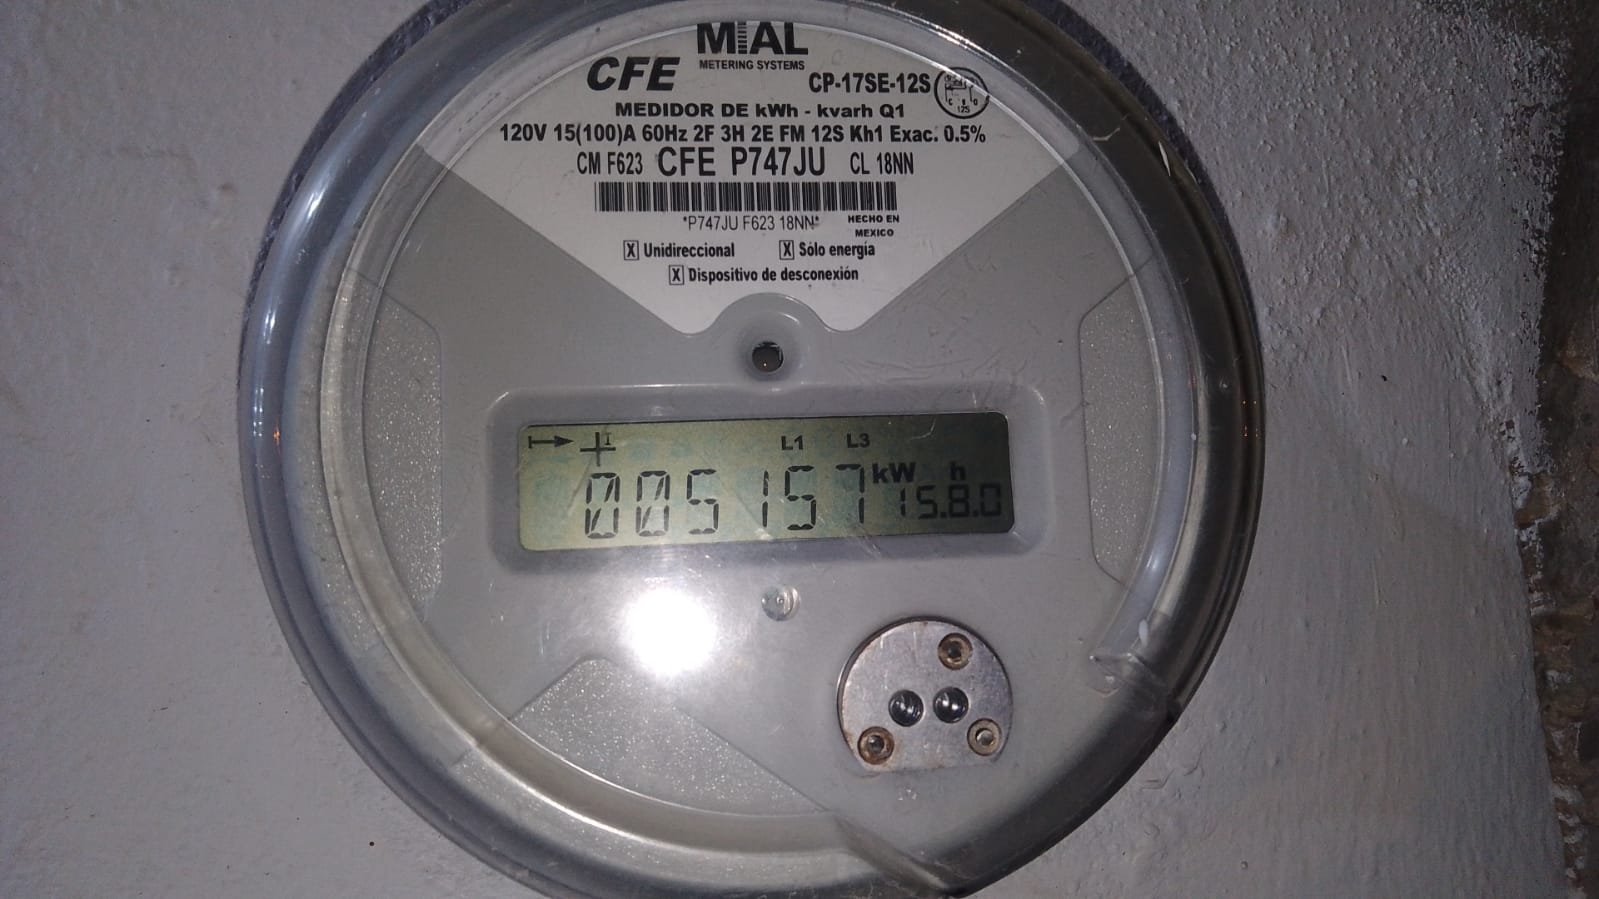 MIAL
METERING SYSTEMS
CFE
CP-17SE-12S
MEDIDOR DE kWh - kvarh Q1
120V 15(100)A 60Hz 2F 3H 2E FM 12S Kh1 Exac. 0.5%
CM F623 CFE P747JU CL 18NN
*P747JU F623 18NN*
HECHO EN
MEXICO
X Unidireccional X Sólo energía
X Dispositivo de desconexión
L1 L3
005157 kW h
15.8.0